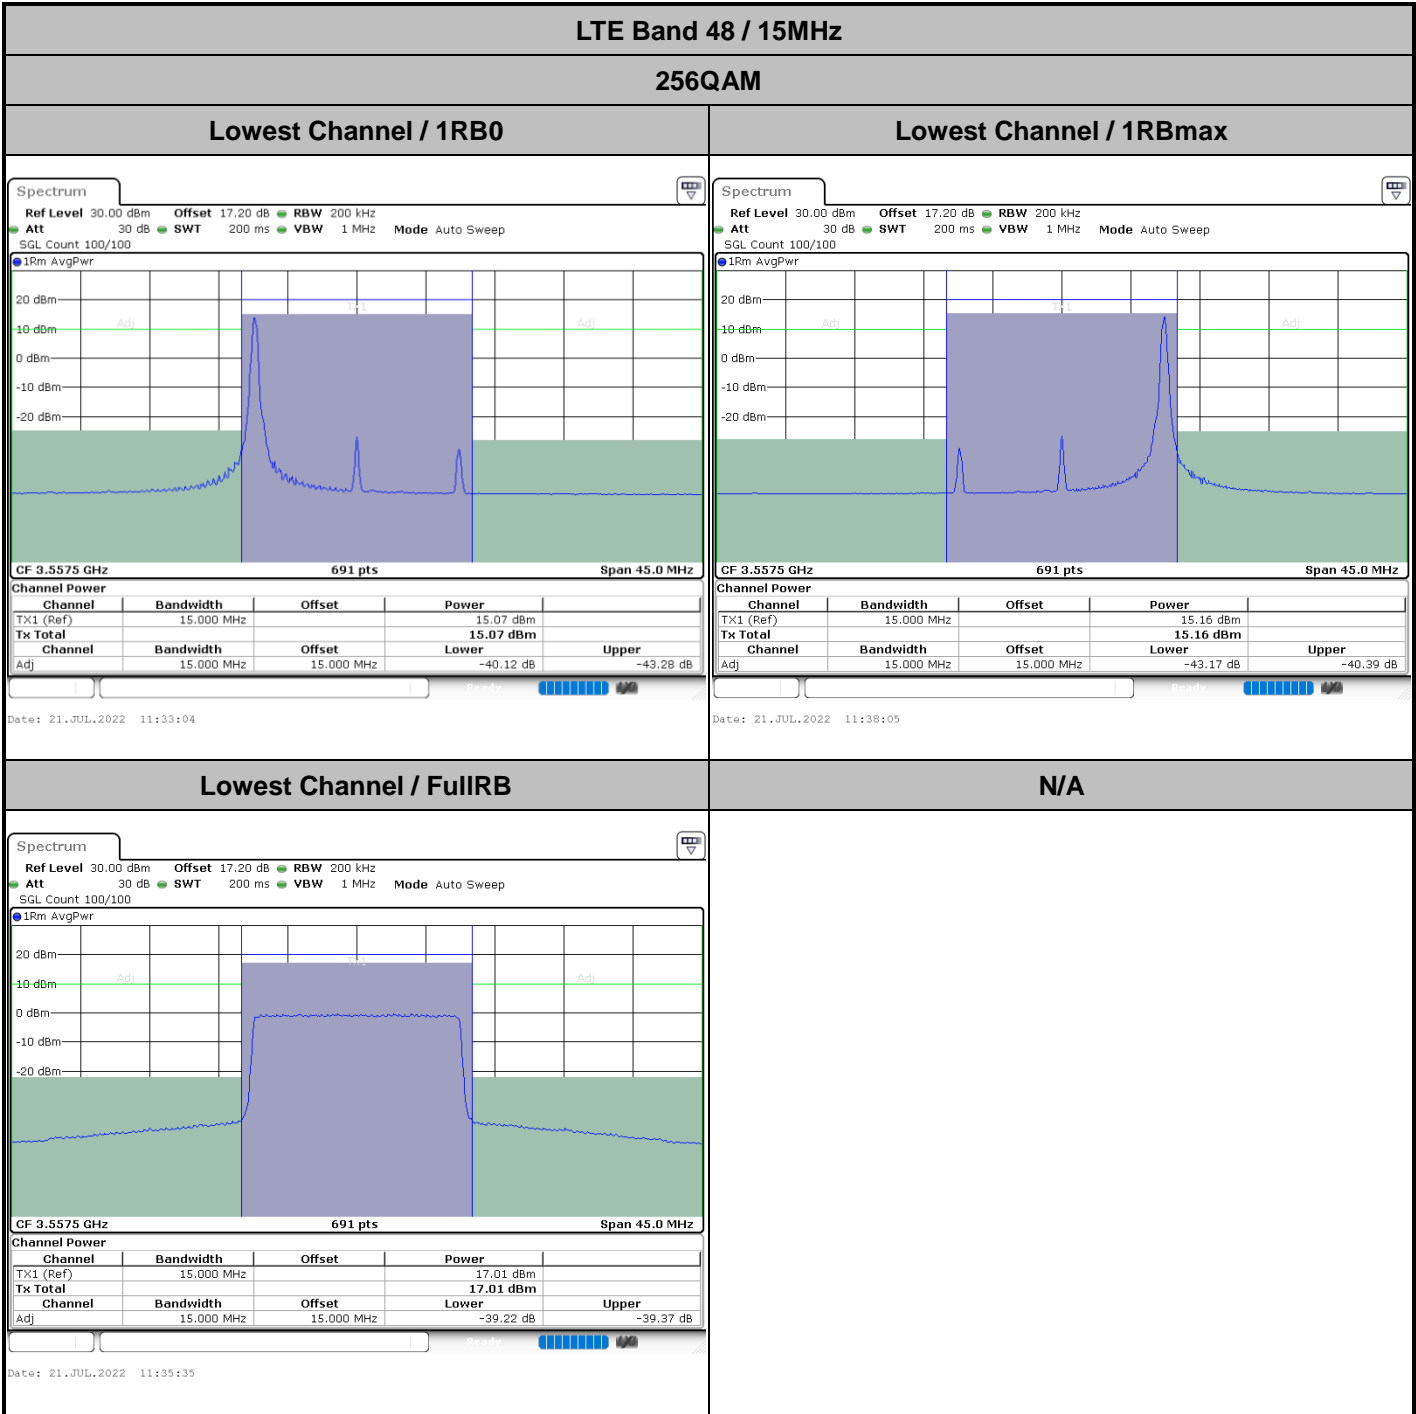 LTE Band 48 / 15MHz
256QAM
Lowest Channel / 1RB0
Lowest Channel / 1RBmax
Spectrum
Ref Level 30.00 dBm Offset 17.20 dB RBW 200 kHz
Att 30 dB SWT 200 ms VBW 1 MHz Mode Auto Sweep
SGL Count 100/100
1Rm AvgPwr
20 dBm
10 dBm
0 dBm
-10 dBm
-20 dBm
Adj
TX1
Adj
CF 3.5575 GHz 691 pts Span 45.0 MHz
Channel Power
Channel Bandwidth Offset Power
TX1 (Ref) 15.000 MHz 15.07 dBm
Tx Total 15.07 dBm
Channel Bandwidth Offset Lower Upper
Adj 15.000 MHz 15.000 MHz -40.12 dB -43.28 dB
Ready
Date: 21.JUL.2022 11:33:04
Spectrum
Ref Level 30.00 dBm Offset 17.20 dB RBW 200 kHz
Att 30 dB SWT 200 ms VBW 1 MHz Mode Auto Sweep
SGL Count 100/100
1Rm AvgPwr
20 dBm
10 dBm
0 dBm
-10 dBm
-20 dBm
Adj
TX1
Adj
CF 3.5575 GHz 691 pts Span 45.0 MHz
Channel Power
Channel Bandwidth Offset Power
TX1 (Ref) 15.000 MHz 15.16 dBm
Tx Total 15.16 dBm
Channel Bandwidth Offset Lower Upper
Adj 15.000 MHz 15.000 MHz -43.17 dB -40.39 dB
Ready
Date: 21.JUL.2022 11:38:05
Lowest Channel / FullRB
N/A
Spectrum
Ref Level 30.00 dBm Offset 17.20 dB RBW 200 kHz
Att 30 dB SWT 200 ms VBW 1 MHz Mode Auto Sweep
SGL Count 100/100
1Rm AvgPwr
20 dBm
10 dBm
0 dBm
-10 dBm
-20 dBm
Adj
TX1
Adj
CF 3.5575 GHz 691 pts Span 45.0 MHz
Channel Power
Channel Bandwidth Offset Power
TX1 (Ref) 15.000 MHz 17.01 dBm
Tx Total 17.01 dBm
Channel Bandwidth Offset Lower Upper
Adj 15.000 MHz 15.000 MHz -39.22 dB -39.37 dB
Ready
Date: 21.JUL.2022 11:35:35